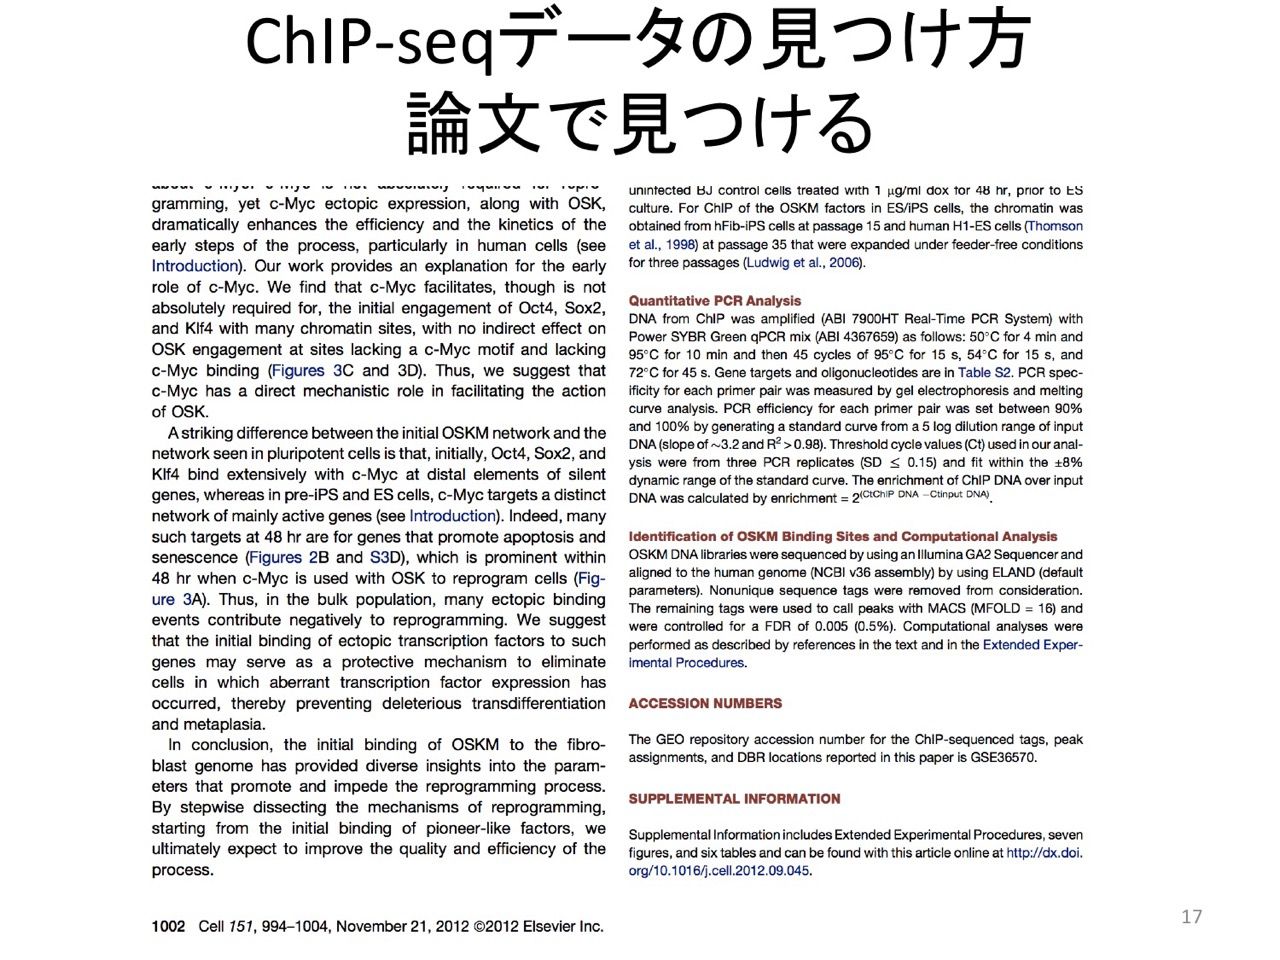 ChIP-seqデータの見つけ方
論文で見つける
about c-Myc. c-Myc is not absolutely required for repro-
gramming, yet c-Myc ectopic expression, along with OSK,
dramatically enhances the efficiency and the kinetics of the
early steps of the process, particularly in human cells (see
Introduction). Our work provides an explanation for the early
role of c-Myc. We find that c-Myc facilitates, though is not
absolutely required for, the initial engagement of Oct4, Sox2,
and Klf4 with many chromatin sites, with no indirect effect on
OSK engagement at sites lacking a c-Myc motif and lacking
c-Myc binding (Figures 3C and 3D). Thus, we suggest that
c-Myc has a direct mechanistic role in facilitating the action
of OSK.
A striking difference between the initial OSKM network and the
network seen in pluripotent cells is that, initially, Oct4, Sox2, and
Klf4 bind extensively with c-Myc at distal elements of silent
genes, whereas in pre-iPS and ES cells, c-Myc targets a distinct
network of mainly active genes (see Introduction). Indeed, many
such targets at 48 hr are for genes that promote apoptosis and
senescence (Figures 2B and S3D), which is prominent within
48 hr when c-Myc is used with OSK to reprogram cells (Fig-
ure 3A). Thus, in the bulk population, many ectopic binding
events contribute negatively to reprogramming. We suggest
that the initial binding of ectopic transcription factors to such
genes may serve as a protective mechanism to eliminate
cells in which aberrant transcription factor expression has
occurred, thereby preventing deleterious transdifferentiation
and metaplasia.
In conclusion, the initial binding of OSKM to the fibro-
blast genome has provided diverse insights into the param-
eters that promote and impede the reprogramming process.
By stepwise dissecting the mechanisms of reprogramming,
starting from the initial binding of pioneer-like factors, we
ultimately expect to improve the quality and efficiency of the
process.
uninfected BJ control cells treated with 1 μg/ml dox for 48 hr, prior to ES
culture. For ChIP of the OSKM factors in ES/iPS cells, the chromatin was
obtained from hFib-iPS cells at passage 15 and human H1-ES cells (Thomson
et al., 1998) at passage 35 that were expanded under feeder-free conditions
for three passages (Ludwig et al., 2006).
Quantitative PCR Analysis
DNA from ChIP was amplified (ABI 7900HT Real-Time PCR System) with
Power SYBR Green qPCR mix (ABI 4367659) as follows: 50°C for 4 min and
95°C for 10 min and then 45 cycles of 95°C for 15 s, 54°C for 15 s, and
72°C for 45 s. Gene targets and oligonucleotides are in Table S2. PCR spec-
ificity for each primer pair was measured by gel electrophoresis and melting
curve analysis. PCR efficiency for each primer pair was set between 90%
and 100% by generating a standard curve from a 5 log dilution range of input
DNA (slope of ~3.2 and R² > 0.98). Threshold cycle values (Ct) used in our anal-
ysis were from three PCR replicates (SD ≤ 0.15) and fit within the ±8%
dynamic range of the standard curve. The enrichment of ChIP DNA over input
DNA was calculated by enrichment = 2^(CtChIP DNA −Ctinput DNA).
Identification of OSKM Binding Sites and Computational Analysis
OSKM DNA libraries were sequenced by using an Illumina GA2 Sequencer and
aligned to the human genome (NCBI v36 assembly) by using ELAND (default
parameters). Nonunique sequence tags were removed from consideration.
The remaining tags were used to call peaks with MACS (MFOLD = 16) and
were controlled for a FDR of 0.005 (0.5%). Computational analyses were
performed as described by references in the text and in the Extended Exper-
imental Procedures.
ACCESSION NUMBERS
The GEO repository accession number for the ChIP-sequenced tags, peak
assignments, and DBR locations reported in this paper is GSE36570.
SUPPLEMENTAL INFORMATION
Supplemental Information includes Extended Experimental Procedures, seven
figures, and six tables and can be found with this article online at http://dx.doi.
org/10.1016/j.cell.2012.09.045.
1002 Cell 151, 994–1004, November 21, 2012 ©2012 Elsevier Inc.
17